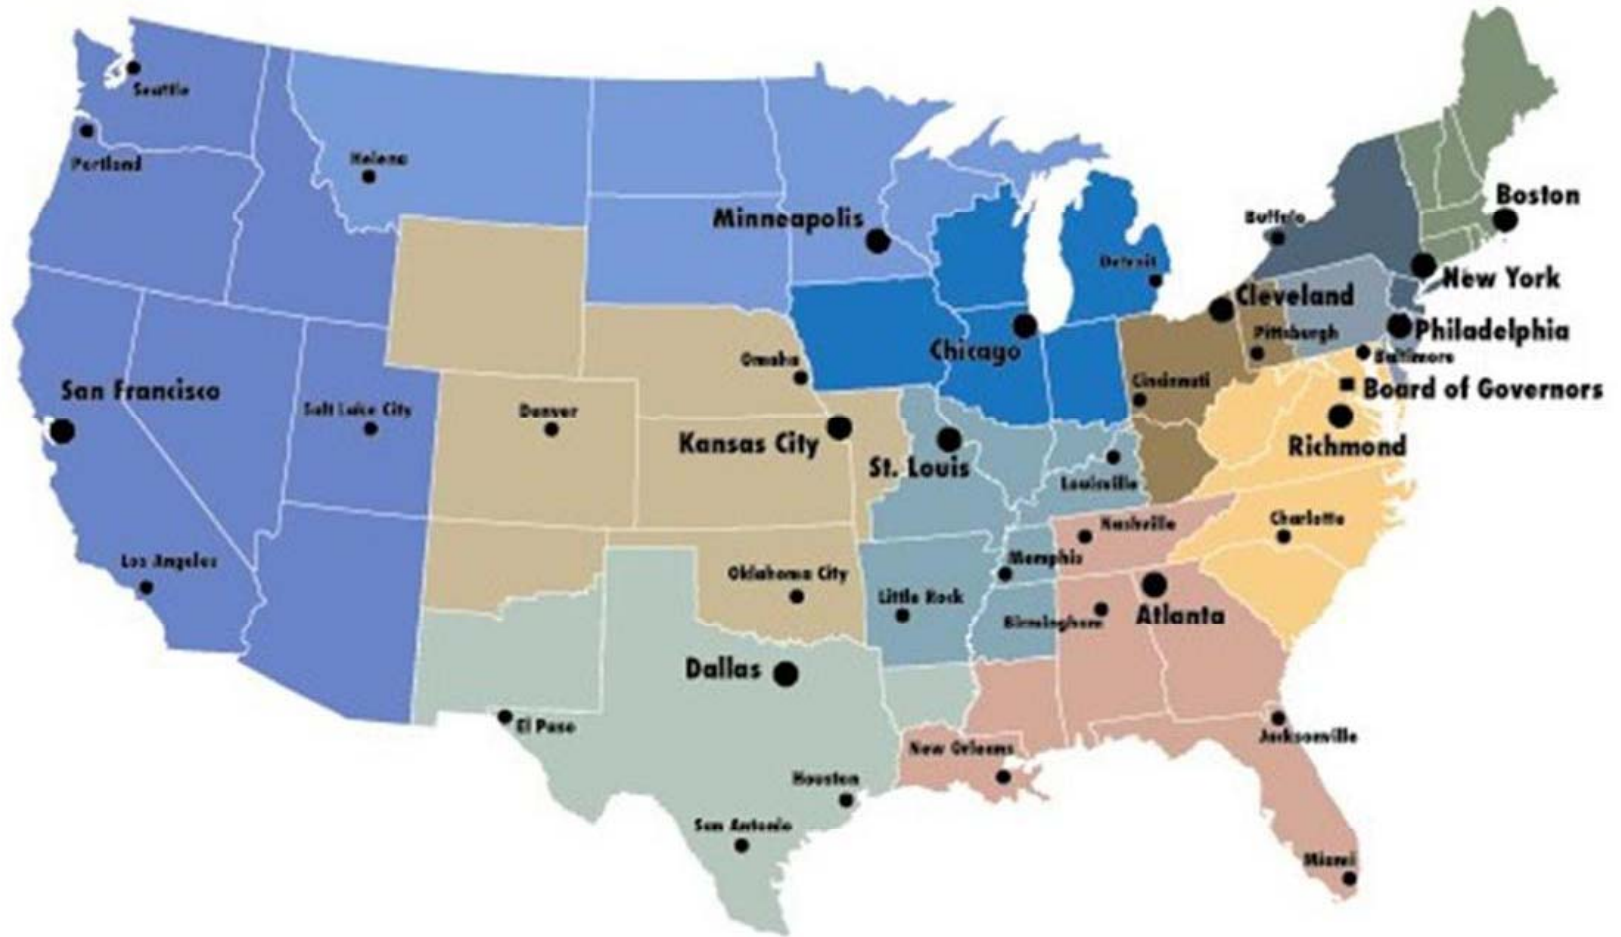 Seattle
Portland
Helena
Minneapolis
Boston
Buffalo
Detroit
New York
Cleveland
Philadelphia
Pittsburgh
Chicago
Baltimore
Omaha
Cincinnati
Board of Governors
San Francisco
Salt Lake City
Denver
Kansas City
Richmond
St. Louis
Louisville
Charlotte
Nashville
Los Angeles
Memphis
Oklahoma City
Little Rock
Birmingham
Atlanta
Dallas
El Paso
Jacksonville
New Orleans
Houston
San Antonio
Miami